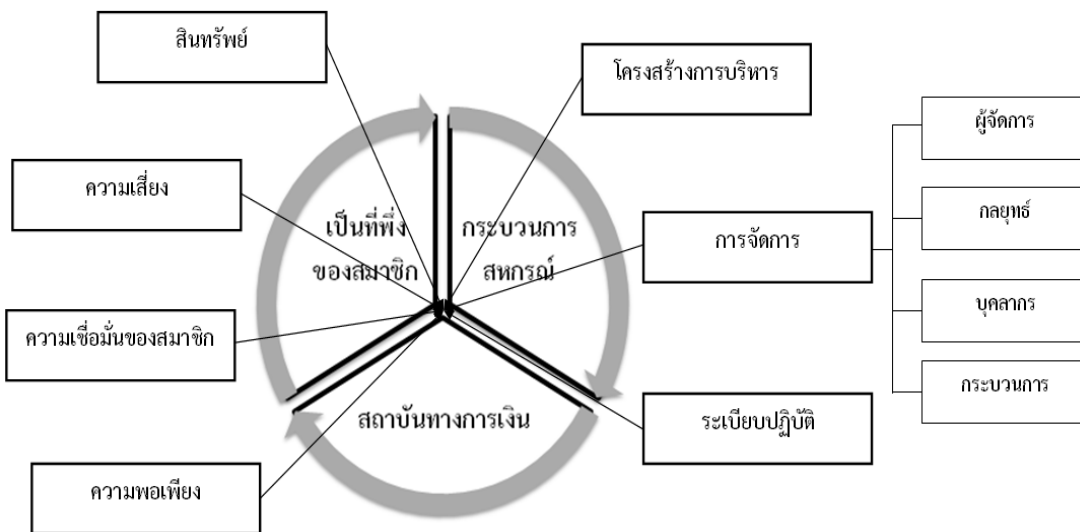 สินทรัพย์
โครงสร้างการบริหาร
ผู้จัดการ
ความเสี่ยง
เป็นที่พึ่ง
ของสมาชิก
กระบวนการ
สหกรณ์
การจัดการ
กลยุทธ์
บุคลากร
ความเชื่อมั่นของสมาชิก
กระบวนการ
สถาบันทางการเงิน
ระเบียบปฏิบัติ
ความพอเพียง